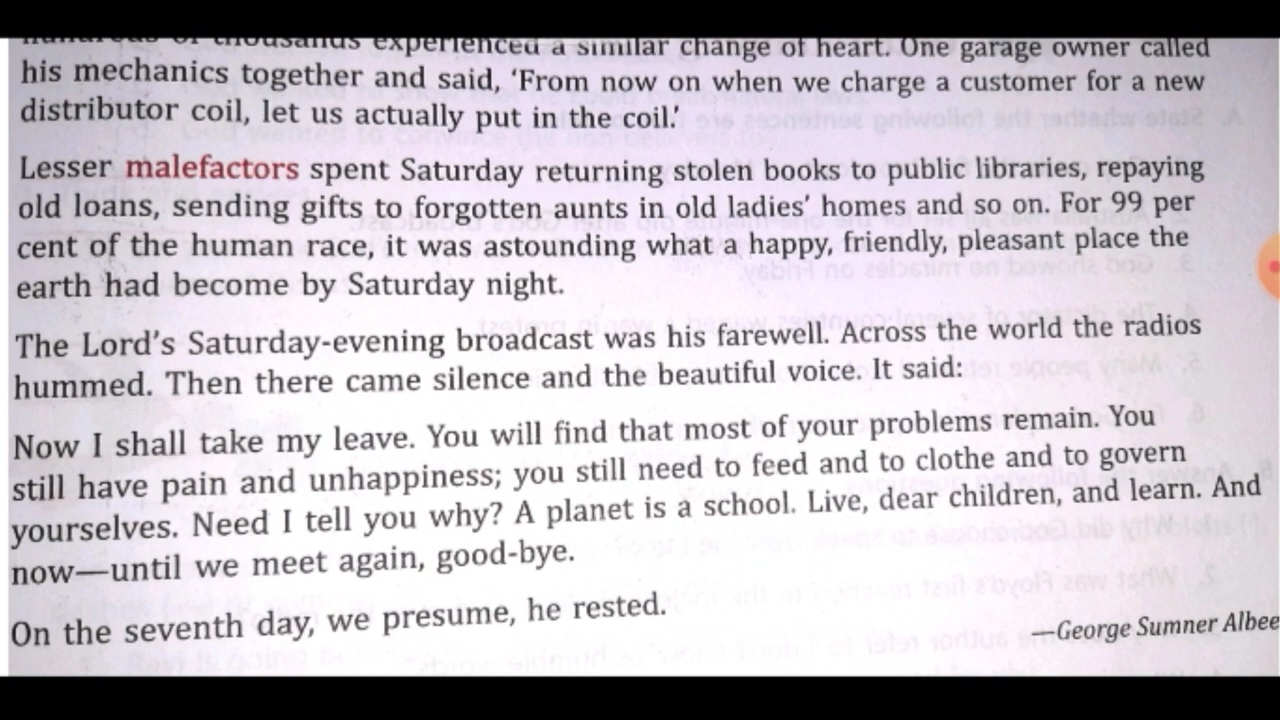 hundreds of thousands experienced a similar change of heart. One garage owner called
his mechanics together and said, ‘From now on when we charge a customer for a new
distributor coil, let us actually put in the coil.
Lesser malefactors spent Saturday returning stolen books to public libraries, repaying
old loans, sending gifts to forgotten aunts in old ladies’ homes and so on. For 99 per
cent of the human race, it was astounding what a happy, friendly, pleasant place the
earth had become by Saturday night.
The Lord’s Saturday-evening broadcast was his farewell. Across the world the radios
hummed. Then there came silence and the beautiful voice. It said:
Now I shall take my leave. You will find that most of your problems remain. You
still have pain and unhappiness; you still need to feed and to clothe and to govern
yourselves. Need I tell you why? A planet is a school. Live, dear children, and learn. And
now—until we meet again, good-bye.
On the seventh day, we presume, he rested.
—George Sumner Albee